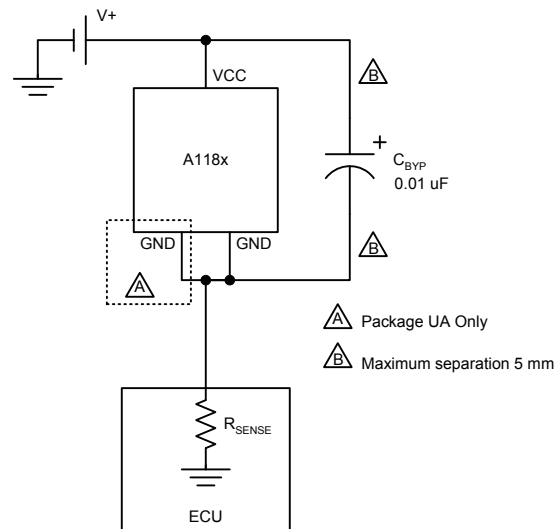 V+
VCC
B
A118x
+
CBYP
0.01 uF
GND
GND
B
A
A Package UA Only
B Maximum separation 5 mm
RSENSE
ECU